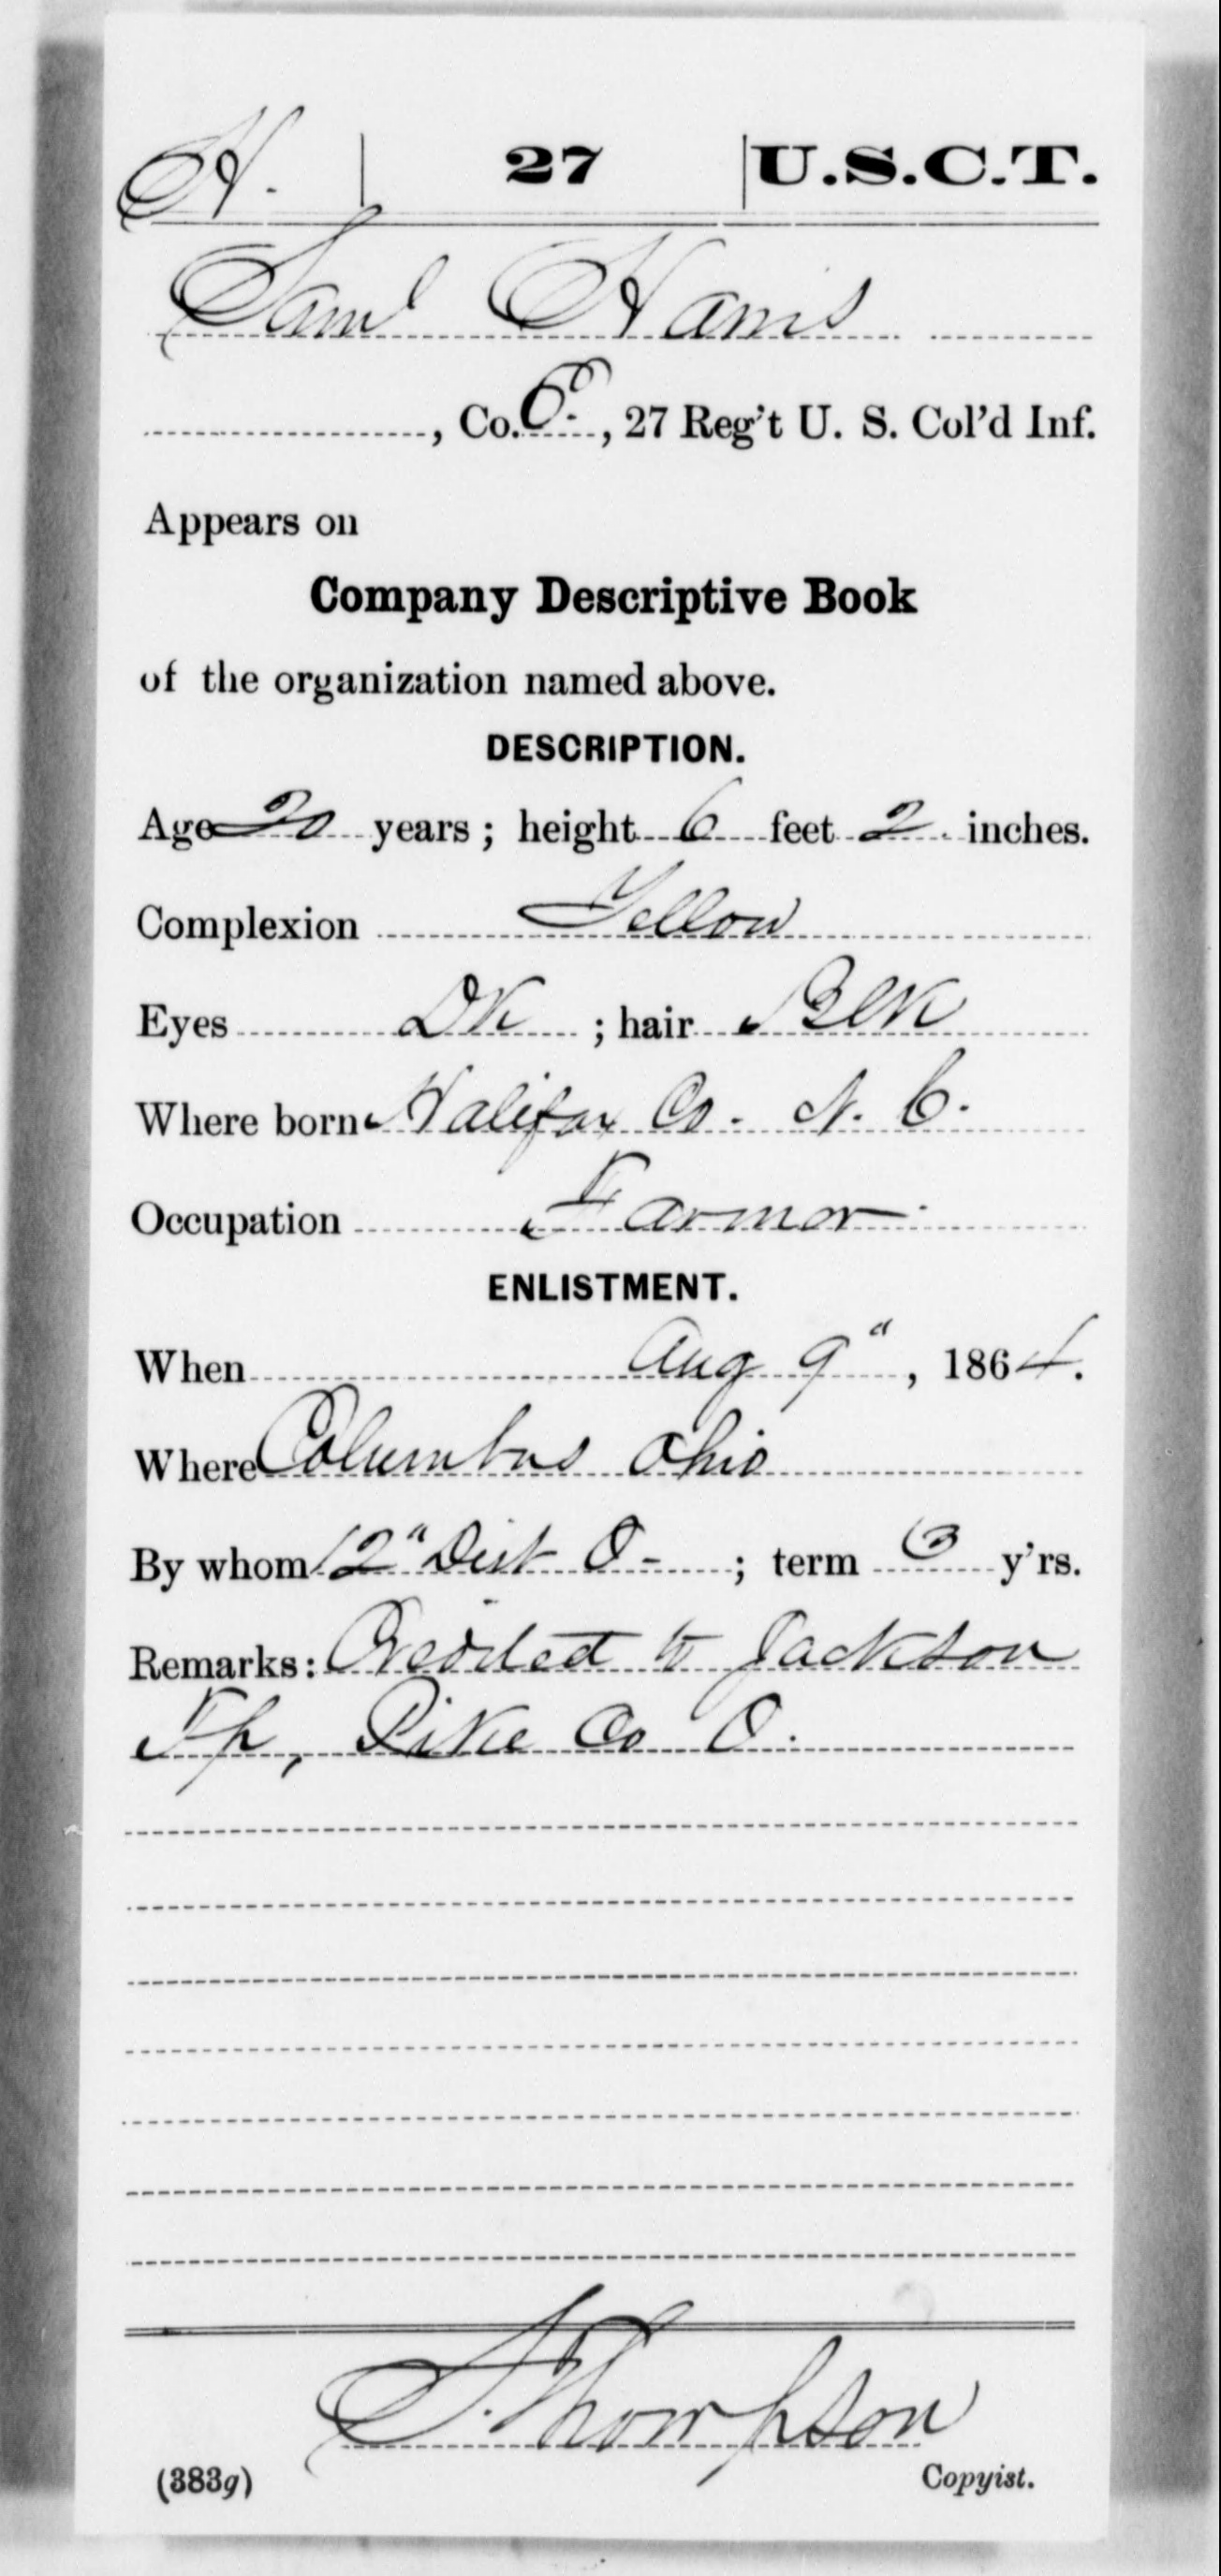 H. | 27 | U.S.C.T.
Saml Harris
, Co. E, 27 Reg't U. S. Col'd Inf.
Appears on
Company Descriptive Book
of the organization named above.
DESCRIPTION.
Age 20 years; height 6 feet 2 inches.
Complexion Yellow
Eyes Dk ; hair Blk
Where born Halifax Co. N. C.
Occupation Farmer
ENLISTMENT.
When Aug 9", 1864.
Where Columbus Ohio
By whom 12" Dist O- ; term 3 y'rs.
Remarks: Credited to Jackson
Tp, Pike Co O.
Thompson
(383g) Copyist.